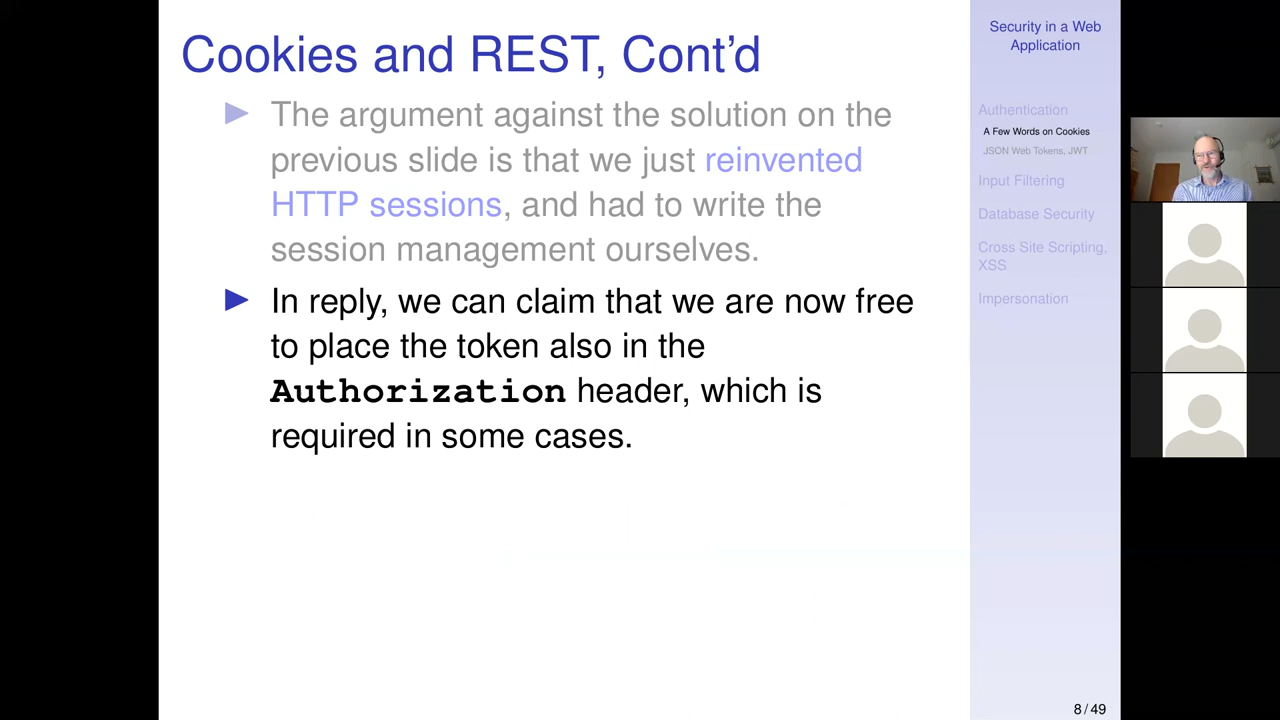 Cookies and REST, Cont'd
The argument against the solution on the
previous slide is that we just reinvented
HTTP sessions, and had to write the
session management ourselves.
In reply, we can claim that we are now free
to place the token also in the
Authorization header, which is
required in some cases.
Security in a Web
Application
Authentication
A Few Words on Cookies
JSON Web Tokens, JWT
Input Filtering
Database Security
Cross Site Scripting,
XSS
Impersonation
8 / 49